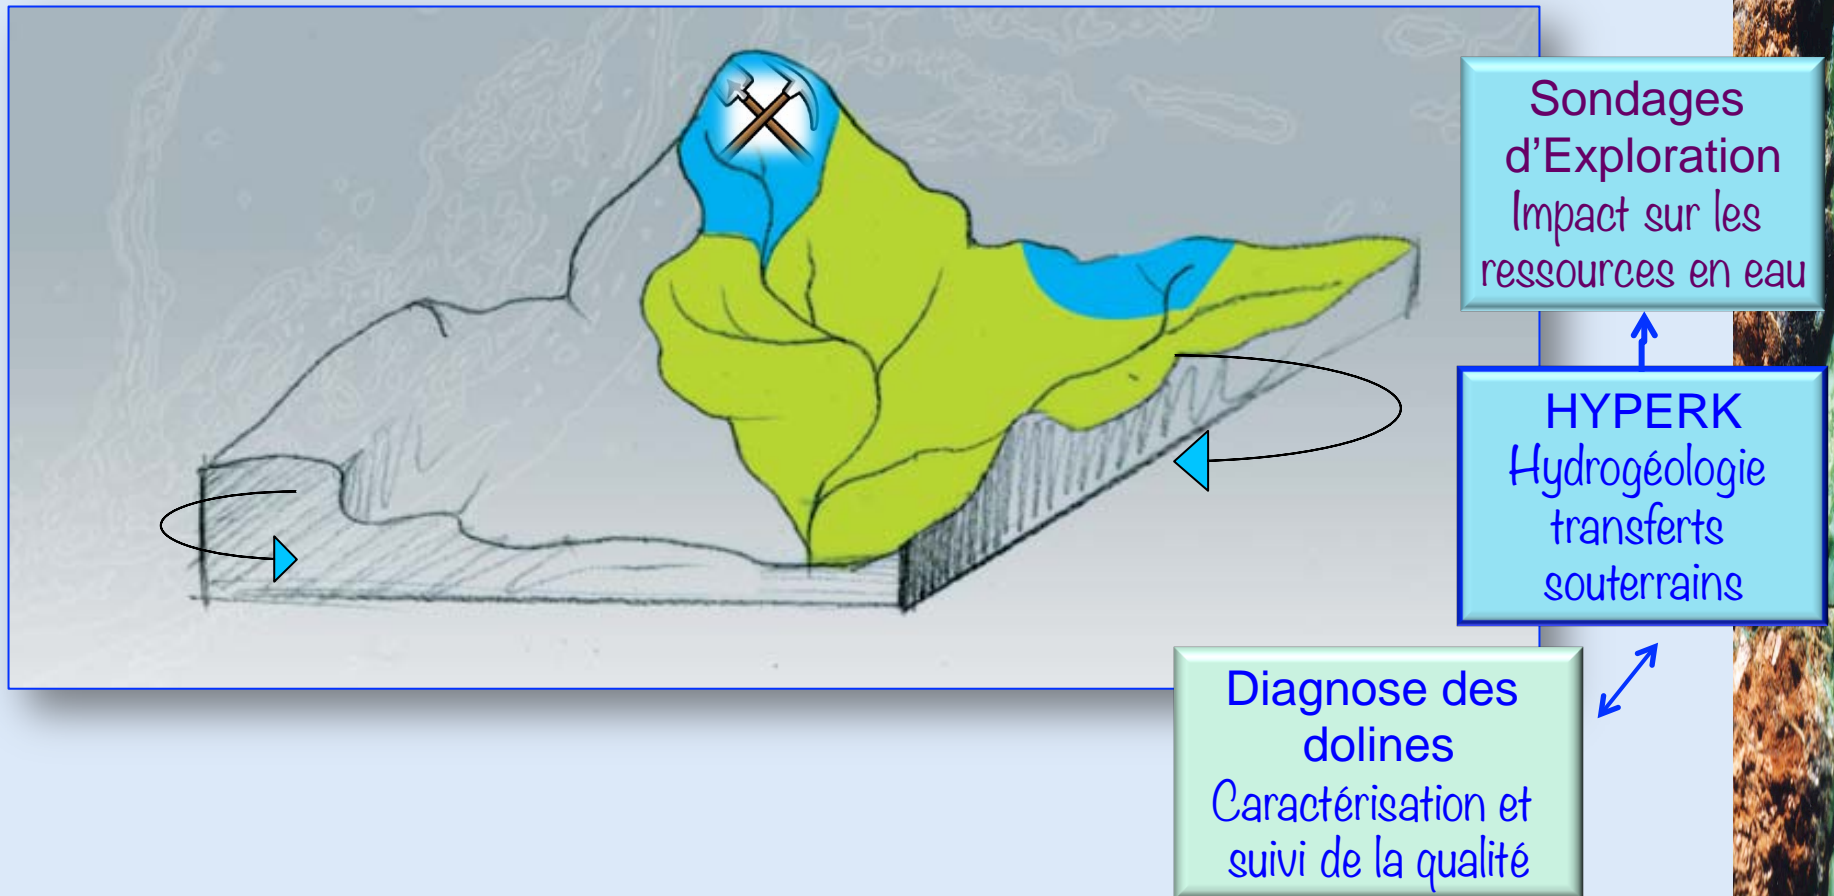 Sondages
d’Exploration
Impact sur les
ressources en eau
HYPERK
Hydrogéologie
transferts
souterrains
Diagnose des
dolines
Caractérisation et
suivi de la qualité